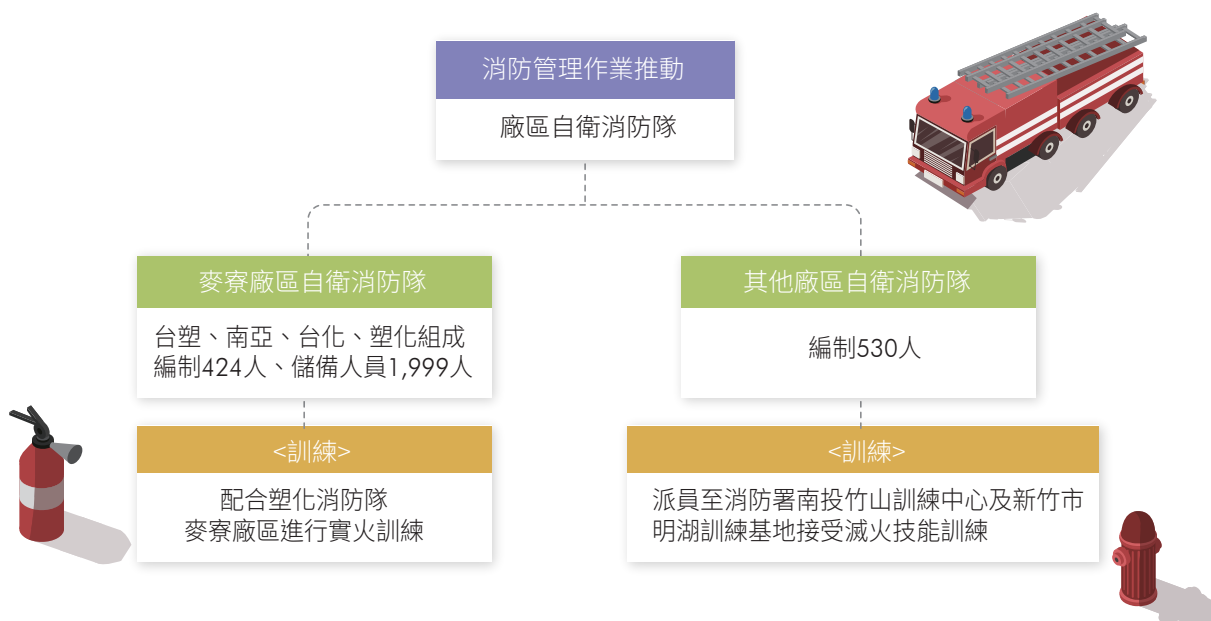 消防管理作業推動
廠區自衛消防隊
麥寮廠區自衛消防隊
台塑、南亞、台化、塑化組成
編制424人、儲備人員1,999人
<訓練>
配合塑化消防隊
麥寮廠區進行實火訓練
其他廠區自衛消防隊
編制530人
<訓練>
派員至消防署南投竹山訓練中心及新竹市
明湖訓練基地接受滅火技能訓練